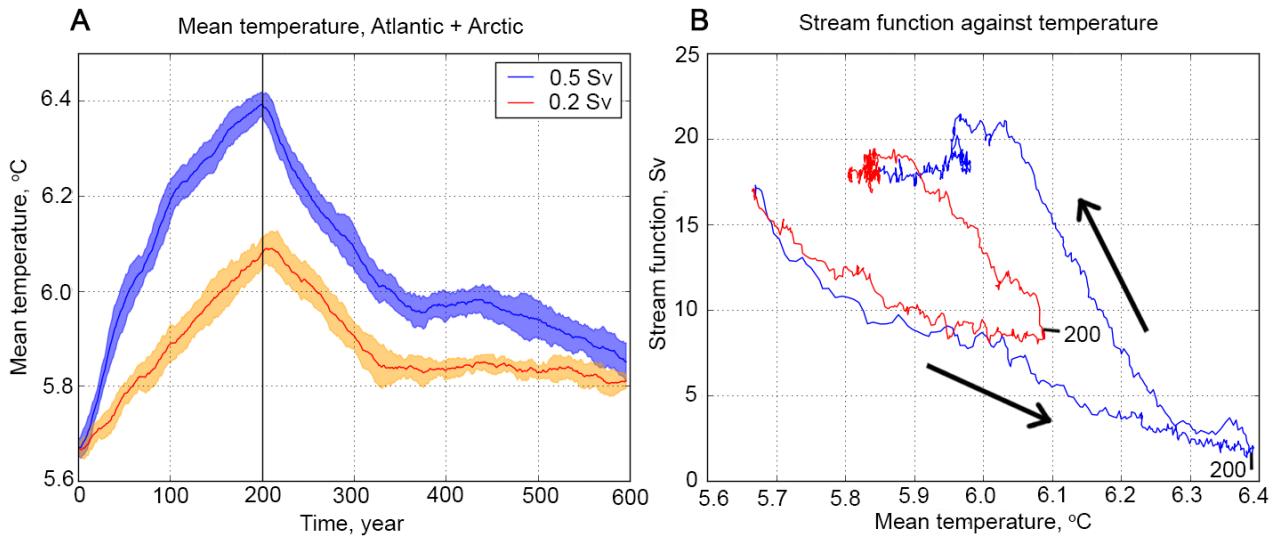 A
Mean temperature, Atlantic + Arctic
Mean temperature, °C
6.4
6.2
6.0
5.8
5.6
0.5 Sv
0.2 Sv
0 100 200 300 400 500 600
Time, year
B
Stream function against temperature
Stream function, Sv
25
20
15
10
5
0
200
200
5.6 5.7 5.8 5.9 6.0 6.1 6.2 6.3 6.4
Mean temperature, °C